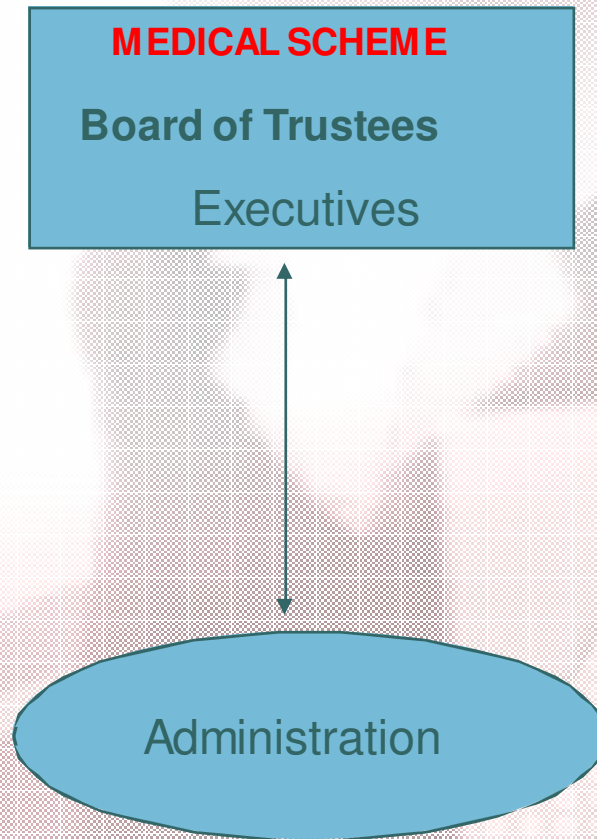 MEDICAL SCHEME
Board of Trustees
Executives
Administration